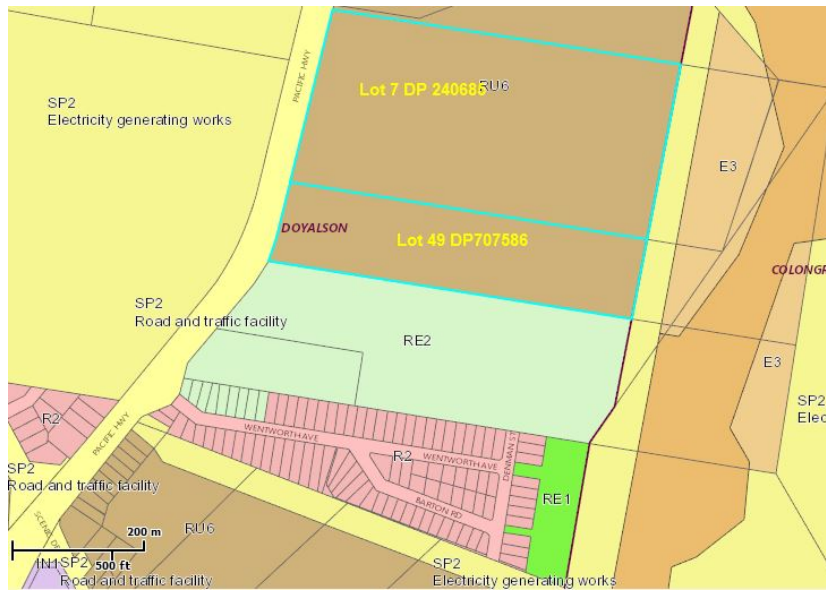 PACIFIC HWY
Lot 7 DP 240685
RU6
SP2
Electricity generating works
E3
DOYALSON
Lot 49 DP707586
COLONGR
SP2
Road and traffic facility
RE2
E3
SP2
Elec
R2
PACIFIC HWY
WENTWORTH AVE
R2
WENTWORTH AVE
DENMAN ST
SP2
Road and traffic facility
RE1
BARTON RD
200 m
RU6
500 ft
IN1
SP2
Road and traffic facility
SP2
Electricity generating works